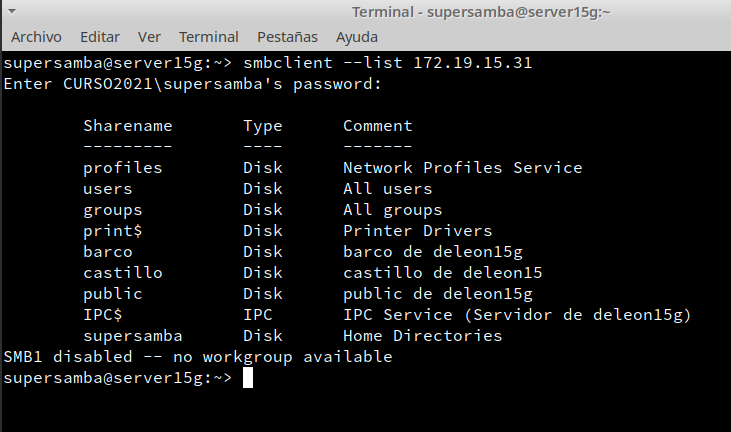 Terminal - supersamba@server15g:~
Archivo Editar Ver Terminal Pestañas Ayuda
supersamba@server15g:~> smbclient --list 172.19.15.31
Enter CURSO2021\supersamba's password:
Sharename Type Comment
--------- ---- -------
profiles Disk Network Profiles Service
users Disk All users
groups Disk All groups
print$ Disk Printer Drivers
barco Disk barco de deleon15g
castillo Disk castillo de deleon15
public Disk public de deleon15g
IPC$ IPC IPC Service (Servidor de deleon15g)
supersamba Disk Home Directories
SMB1 disabled -- no workgroup available
supersamba@server15g:~>